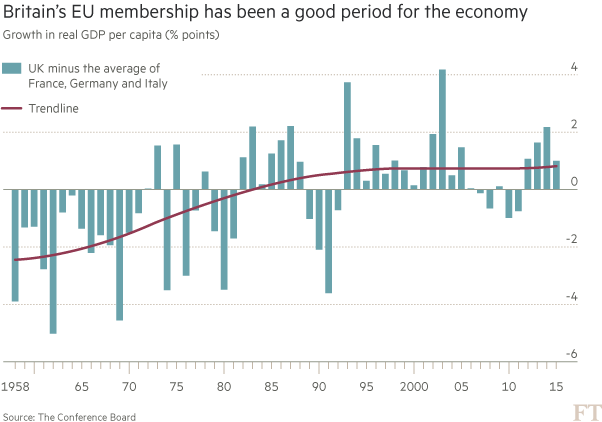 Britain's EU membership has been a good period for the economy
Growth in real GDP per capita (% points)
UK minus the average of
France, Germany and Italy
Trendline
4
2
0
-2
-4
-6
1958 65 70 75 80 85 90 95 2000 05 10 15
Source: The Conference Board
FT